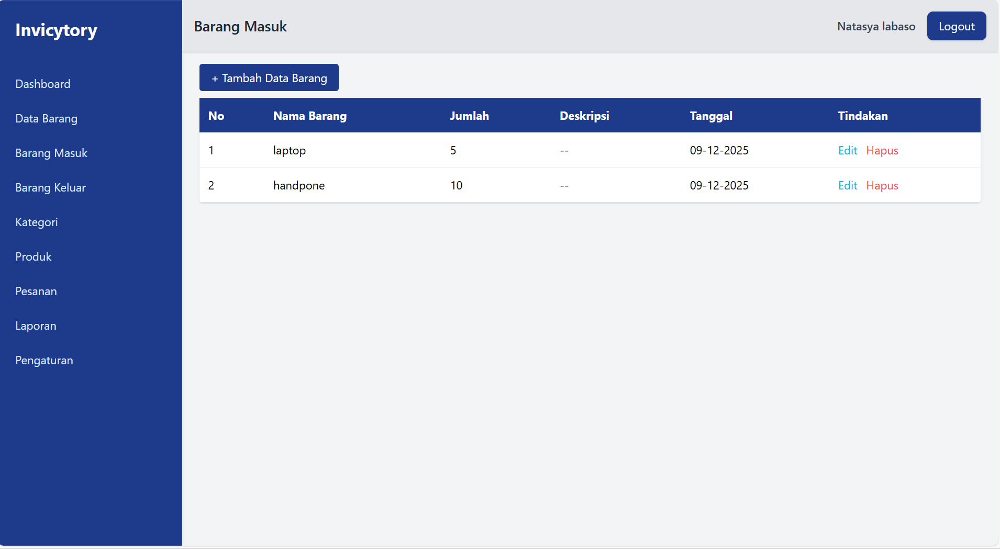 Invicytory
Dashboard
Data Barang
Barang Masuk
Barang Keluar
Kategori
Produk
Pesanan
Laporan
Pengaturan
Barang Masuk
Natasya labaso
Logout
+ Tambah Data Barang
No Nama Barang Jumlah Deskripsi Tanggal Tindakan
1 laptop 5 -- 09-12-2025 Edit Hapus
2 handpone 10 -- 09-12-2025 Edit Hapus